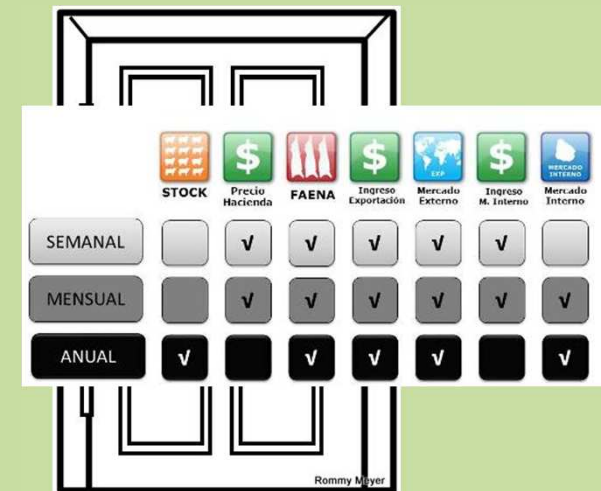 $
$
EXP
$
MERCADO
INTERNO
STOCK
Precio
Hacienda
FAENA
Ingreso
Exportación
Mercado
Externo
Ingreso
M. Interno
Mercado
Interno
SEMANAL
√ √ √ √ √
MENSUAL
√ √ √ √ √ √
ANUAL
√ √ √ √ √
Rommy Meyer